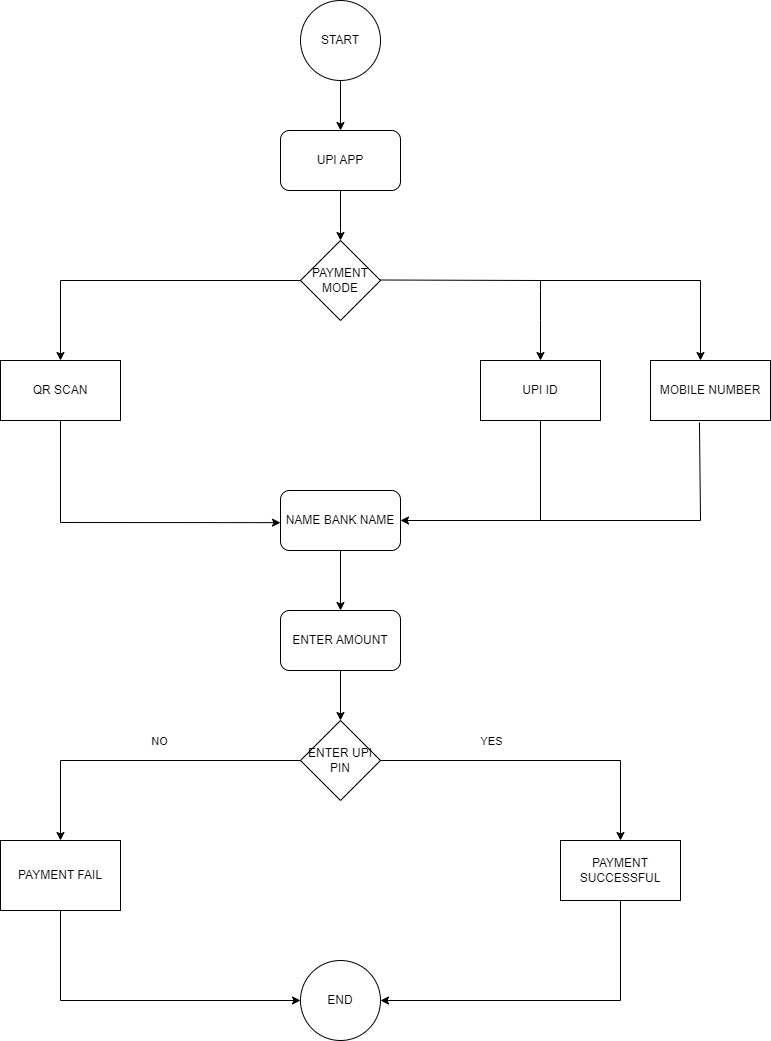 START
UPI APP
PAYMENT
MODE
QR SCAN
UPI ID
MOBILE NUMBER
NAME BANK NAME
ENTER AMOUNT
NO
YES
ENTER UPI
PIN
PAYMENT FAIL
PAYMENT
SUCCESSFUL
END